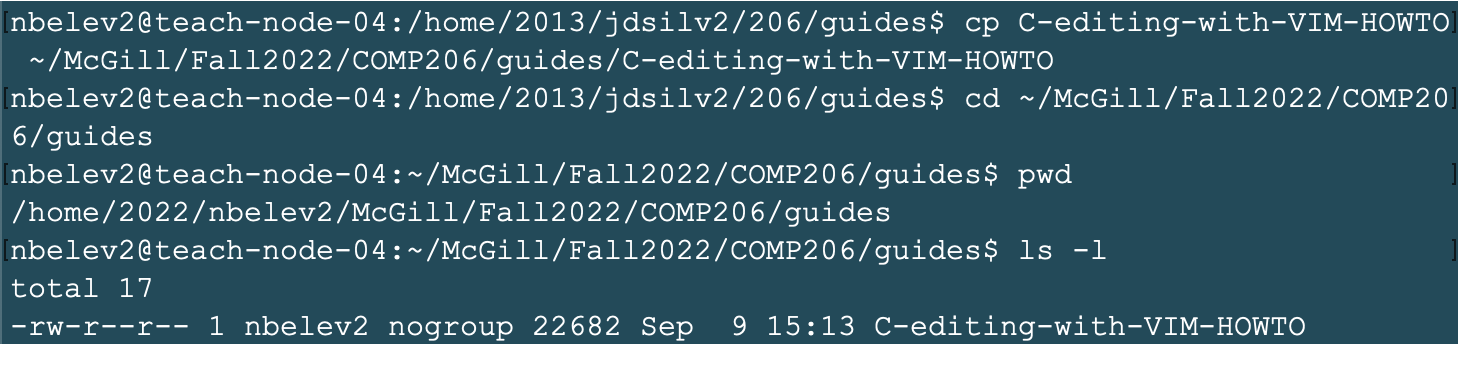 [nbelev2@teach-node-04:/home/2013/jdsilv2/206/guides$ cp C-editing-with-VIM-HOWTO]
 ~/McGill/Fall2022/COMP206/guides/C-editing-with-VIM-HOWTO
[nbelev2@teach-node-04:/home/2013/jdsilv2/206/guides$ cd ~/McGill/Fall2022/COMP20]
6/guides
[nbelev2@teach-node-04:~/McGill/Fall2022/COMP206/guides$ pwd ]
/home/2022/nbelev2/McGill/Fall2022/COMP206/guides
[nbelev2@teach-node-04:~/McGill/Fall2022/COMP206/guides$ ls -l ]
total 17
-rw-r--r-- 1 nbelev2 nogroup 22682 Sep  9 15:13 C-editing-with-VIM-HOWTO